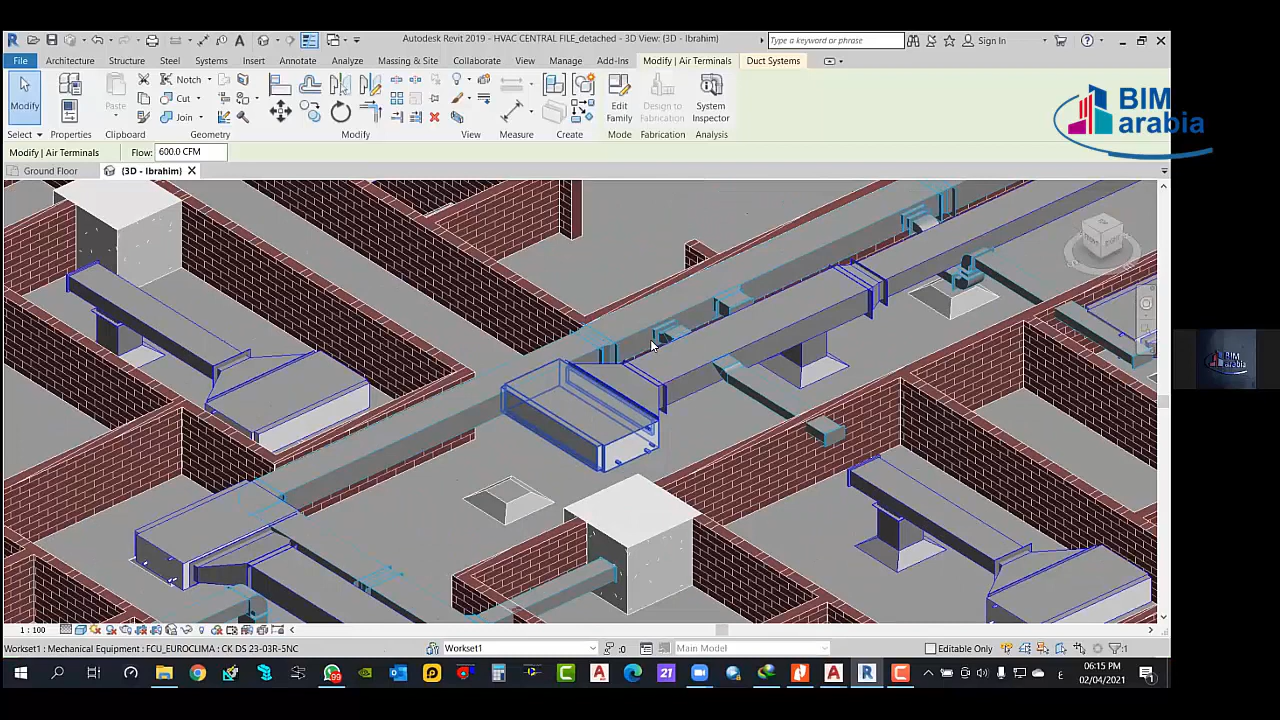 Autodesk Revit 2019 - HVAC CENTRAL FILE_detached - 3D View: (3D - Ibrahim)
Type a keyword or phrase
Sign In
File Architecture Structure Steel Systems Insert Annotate Analyze Massing & Site Collaborate View Manage Add-Ins Modify | Air Terminals Duct Systems
Modify
Paste
Notch
Cut
Join
Edit Family
Design to Fabrication
System Inspector
Select Properties Clipboard Geometry Modify View Measure Create Mode Fabrication Analysis
BIM
arabia
Modify | Air Terminals Flow: 600.0 CFM
Ground Floor (3D - Ibrahim)
BIM
arabia
1 : 100
Workset1 : Mechanical Equipment : FCU_EUROCLIMA : CK DS 23-03R-5NC
Workset1
:0
Main Model
Editable Only
:1
99
21
06:15 PM
02/04/2021